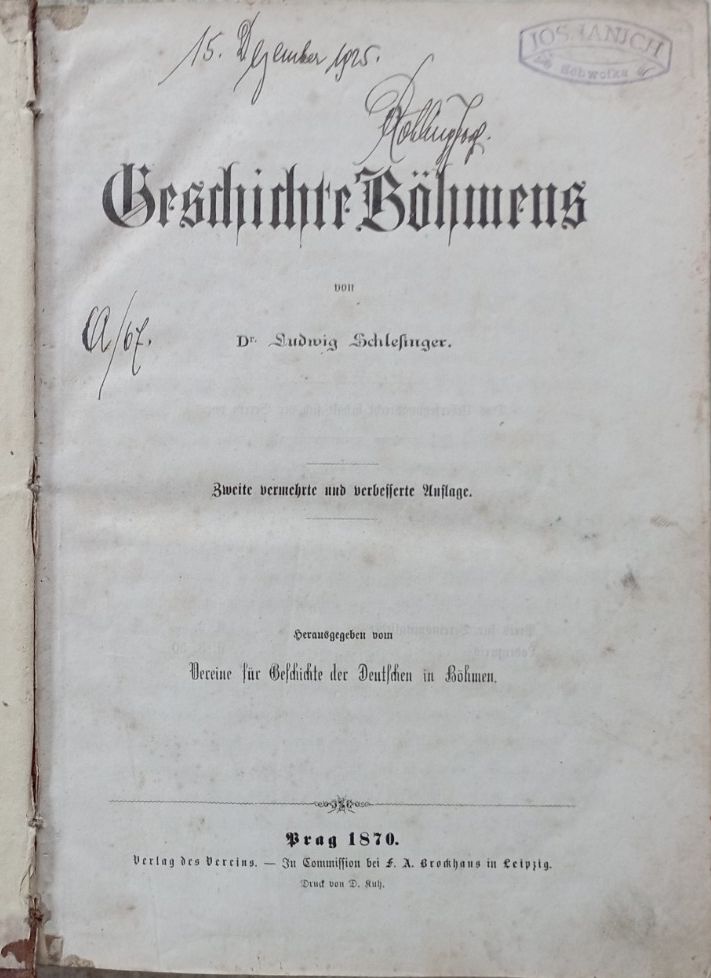 15. Dezember 1925.
JOS. JANICH
Schwoika
Geschichte Böhmens
von
Dr. Ludwig Schlesinger.
A/67.
Zweite vermehrte und verbesserte Auflage.
Herausgegeben vom
Vereine für Geschichte der Deutschen in Böhmen.
Prag 1870.
Verlag des Vereins. — In Commission bei F. A. Brockhaus in Leipzig.
Druck von D. Kuh.